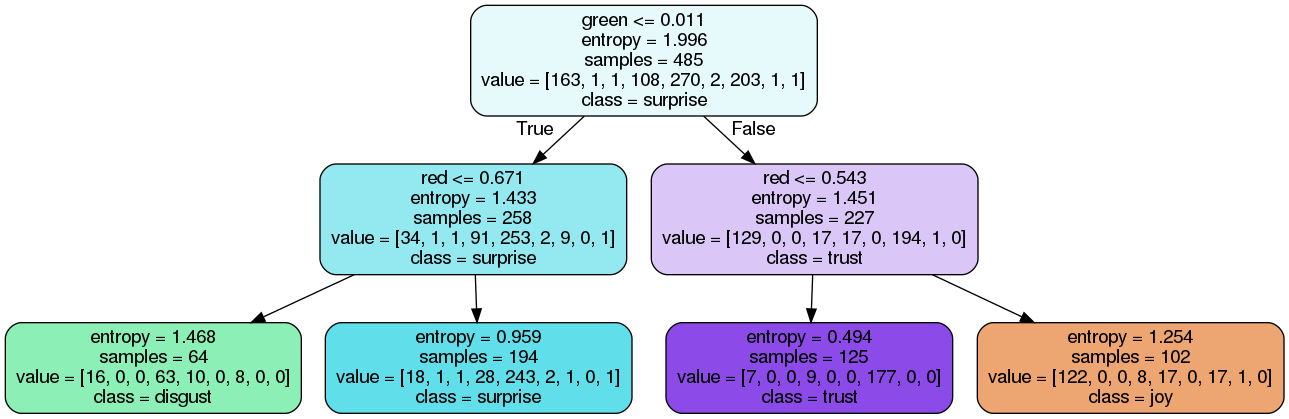 green <= 0.011
entropy = 1.996
samples = 485
value = [163, 1, 1, 108, 270, 2, 203, 1, 1]
class = surprise
True
False
red <= 0.671
entropy = 1.433
samples = 258
value = [34, 1, 1, 91, 253, 2, 9, 0, 1]
class = surprise
red <= 0.543
entropy = 1.451
samples = 227
value = [129, 0, 0, 17, 17, 0, 194, 1, 0]
class = trust
entropy = 1.468
samples = 64
value = [16, 0, 0, 63, 10, 0, 8, 0, 0]
class = disgust
entropy = 0.959
samples = 194
value = [18, 1, 1, 28, 243, 2, 1, 0, 1]
class = surprise
entropy = 0.494
samples = 125
value = [7, 0, 0, 9, 0, 0, 177, 0, 0]
class = trust
entropy = 1.254
samples = 102
value = [122, 0, 0, 8, 17, 0, 17, 1, 0]
class = joy